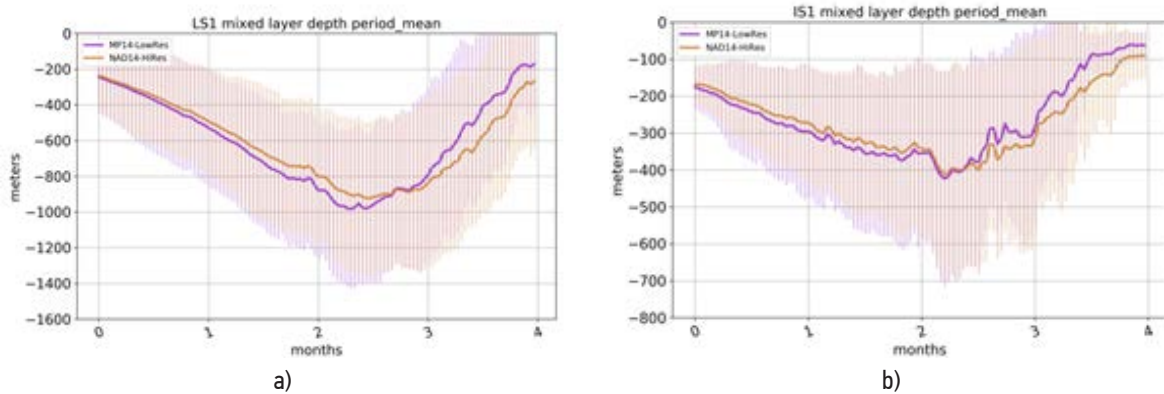 LS1 mixed layer depth period_mean
MP14-LowRes
NAD14-HiRes
meters
0
−200
−400
−600
−800
−1000
−1200
−1400
−1600
0 1 2 3 4
months
a)
IS1 mixed layer depth period_mean
MP14-LowRes
NAD14-HiRes
meters
0
−100
−200
−300
−400
−500
−600
−700
−800
0 1 2 3 4
months
b)